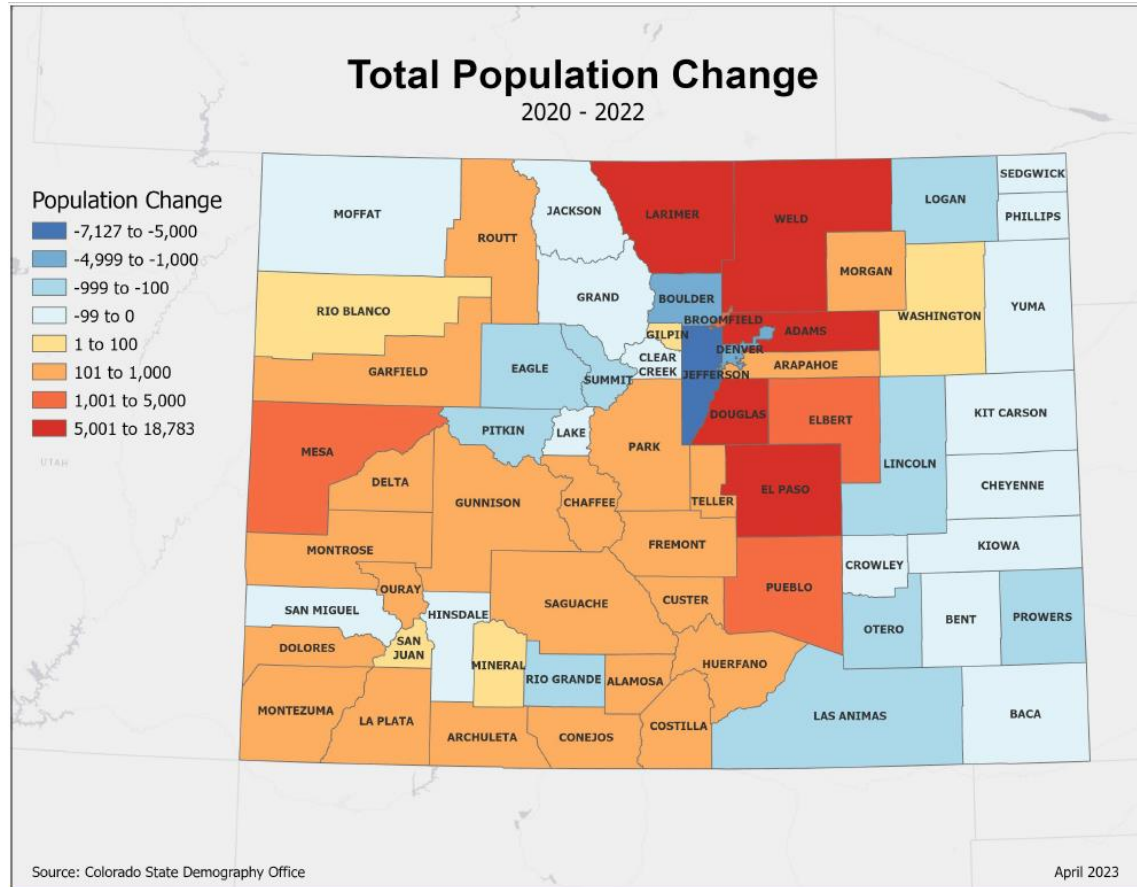 Total Population Change
2020 - 2022
Population Change
-7,127 to -5,000
-4,999 to -1,000
-999 to -100
-99 to 0
1 to 100
101 to 1,000
1,001 to 5,000
5,001 to 18,783
UTAH
MOFFAT
ROUTT
JACKSON
LARIMER
WELD
LOGAN
SEDGWICK
PHILLIPS
RIO BLANCO
GRAND
BOULDER
BROOMFIELD
MORGAN
WASHINGTON
YUMA
GARFIELD
EAGLE
SUMMIT
GILPIN
CLEAR
CREEK
JEFFERSON
DENVER
ADAMS
ARAPAHOE
MESA
PITKIN
LAKE
PARK
DOUGLAS
ELBERT
LINCOLN
KIT CARSON
DELTA
GUNNISON
CHAFFEE
TELLER
EL PASO
CHEYENNE
MONTROSE
FREMONT
KIOWA
OURAY
SAN MIGUEL
HINSDALE
SAGUACHE
CUSTER
PUEBLO
CROWLEY
OTERO
BENT
PROWERS
DOLORES
SAN
JUAN
MINERAL
RIO GRANDE
ALAMOSA
HUERFANO
MONTEZUMA
LA PLATA
ARCHULETA
CONEJOS
COSTILLA
LAS ANIMAS
BACA
Source: Colorado State Demography Office
April 2023